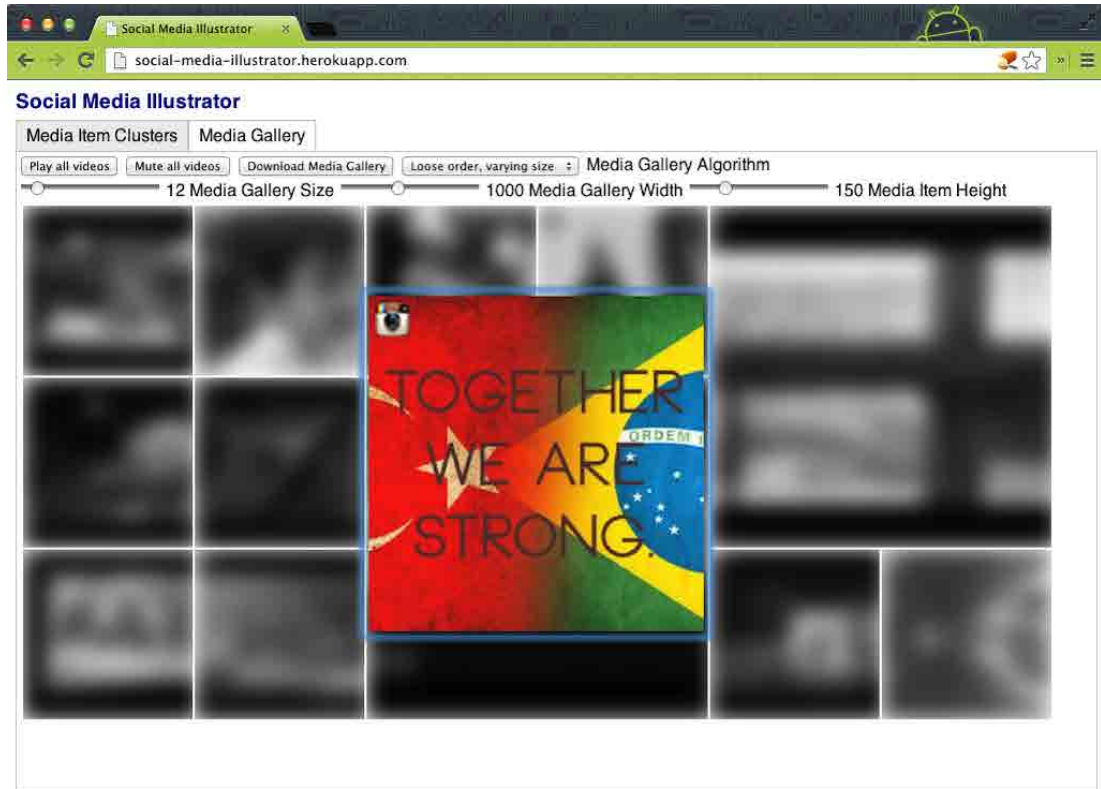 Social Media Illustrator
social-media-illustrator.herokuapp.com
Social Media Illustrator
Media Item Clusters
Media Gallery
Play all videos
Mute all videos
Download Media Gallery
Loose order, varying size
Media Gallery Algorithm
12 Media Gallery Size
1000 Media Gallery Width
150 Media Item Height
TOGETHER
ORDEM
WE ARE
STRONG.